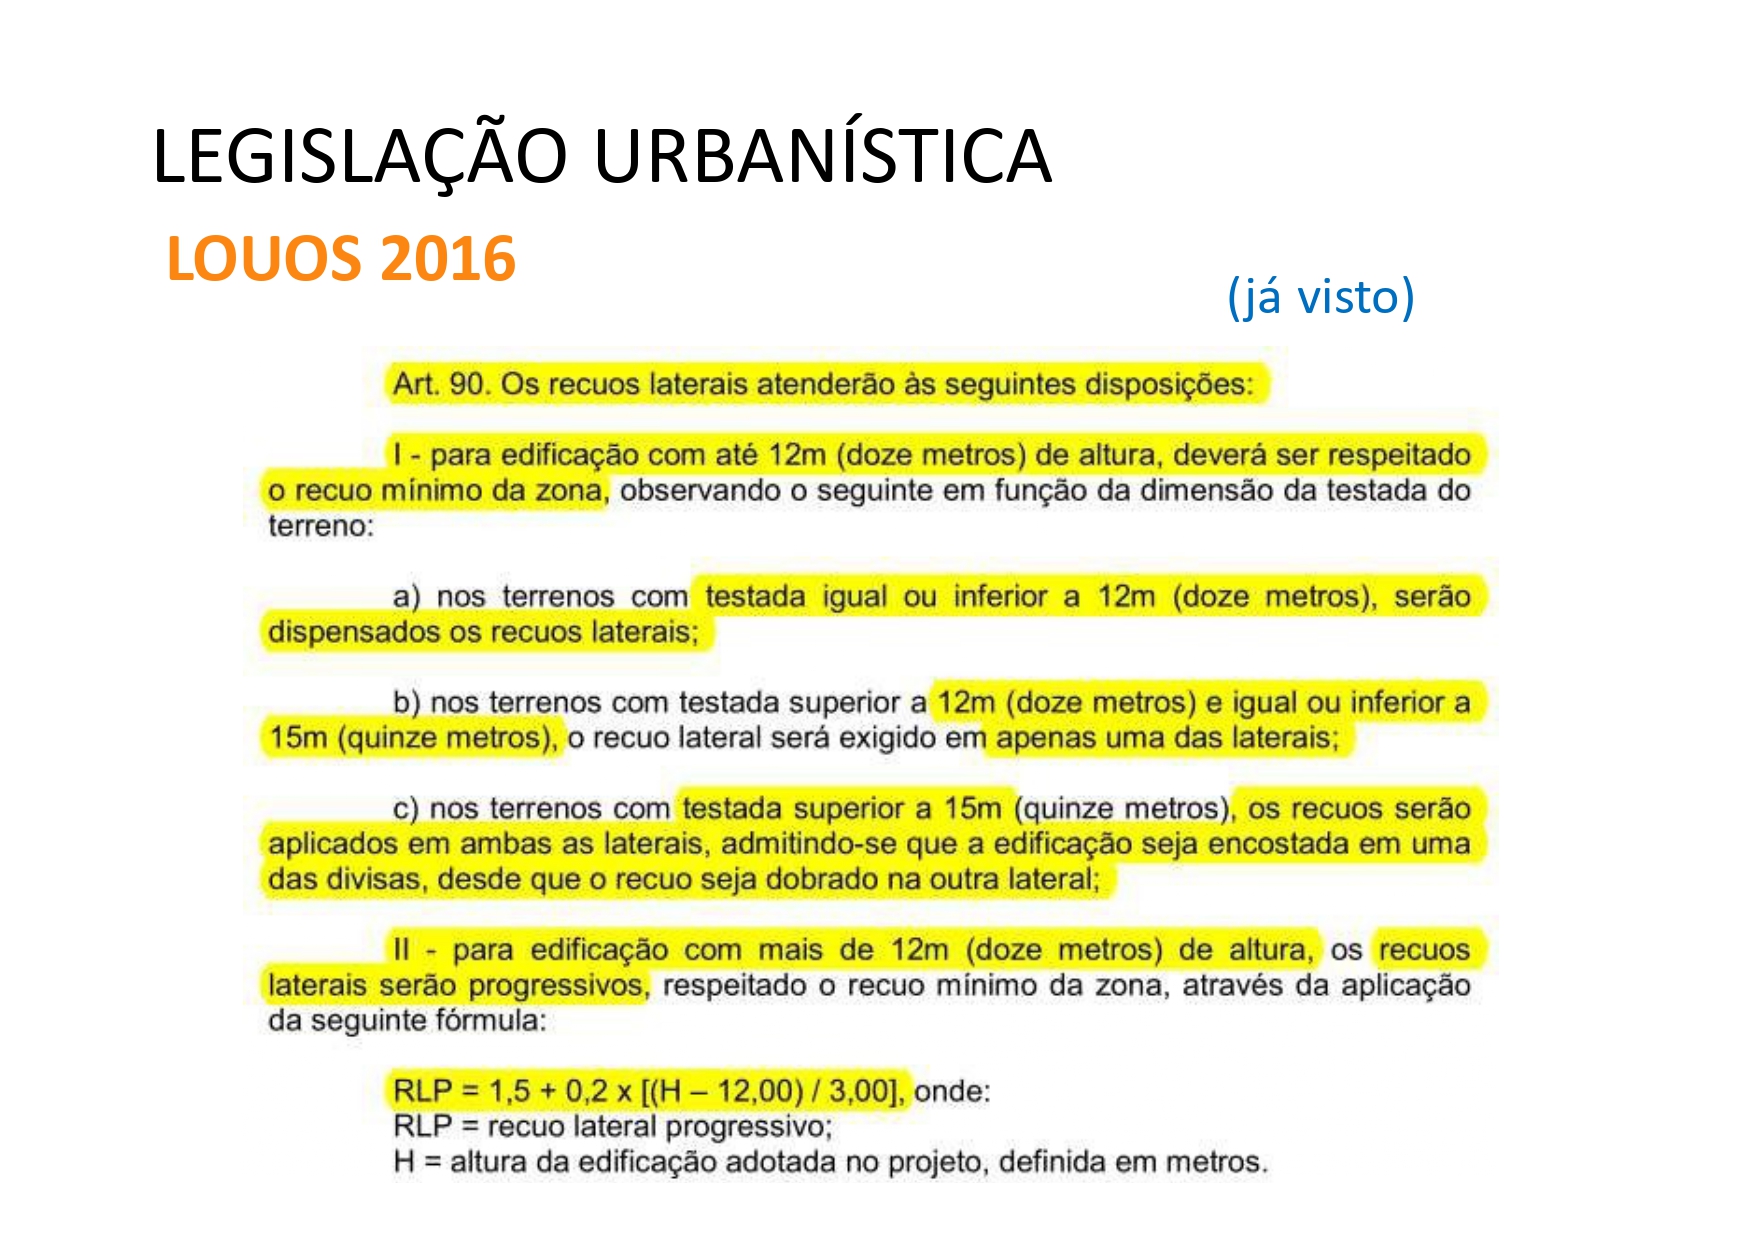 LEGISLAÇÃO URBANÍSTICA
LOUOS 2016
(já visto)
Art. 90. Os recuos laterais atenderão às seguintes disposições:
I - para edificação com até 12m (doze metros) de altura, deverá ser respeitado
o recuo mínimo da zona, observando o seguinte em função da dimensão da testada do
terreno:
a) nos terrenos com testada igual ou inferior a 12m (doze metros), serão
dispensados os recuos laterais;
b) nos terrenos com testada superior a 12m (doze metros) e igual ou inferior a
15m (quinze metros), o recuo lateral será exigido em apenas uma das laterais;
c) nos terrenos com testada superior a 15m (quinze metros), os recuos serão
aplicados em ambas as laterais, admitindo-se que a edificação seja encostada em uma
das divisas, desde que o recuo seja dobrado na outra lateral;
II - para edificação com mais de 12m (doze metros) de altura, os recuos
laterais serão progressivos, respeitado o recuo mínimo da zona, através da aplicação
da seguinte fórmula:
RLP = 1,5 + 0,2 x [(H – 12,00) / 3,00], onde:
RLP = recuo lateral progressivo;
H = altura da edificação adotada no projeto, definida em metros.